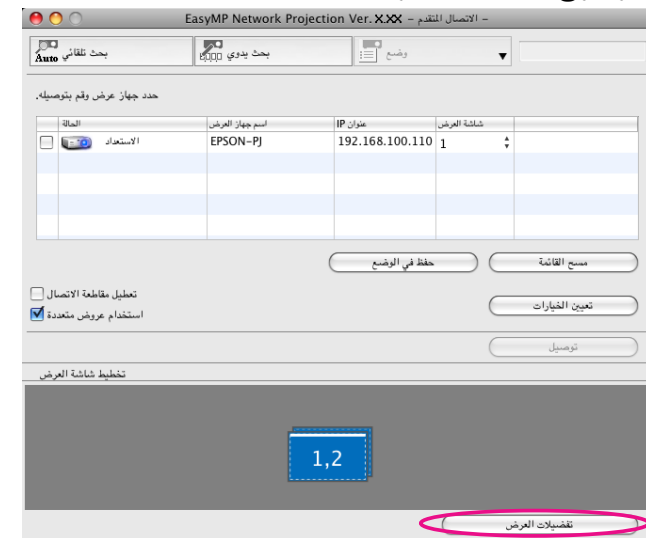 EasyMP Network Projection Ver. X.XX – الاتصال المتقدم –
بحث تلقائي Auto
بحث يدوي
وضع
حدد جهاز عرض وقم بتوصيله.
الحالة
اسم جهاز العرض
عنوان IP
شاشة العرض
الاستعداد
EPSON-PJ
192.168.100.110
1
حفظ في الوضع
مسح القائمة
تعطيل مقاطعة الاتصال
استخدام عروض متعددة
تعيين الخيارات
توصيل
تخطيط شاشة العرض
1,2
تفضيلات العرض